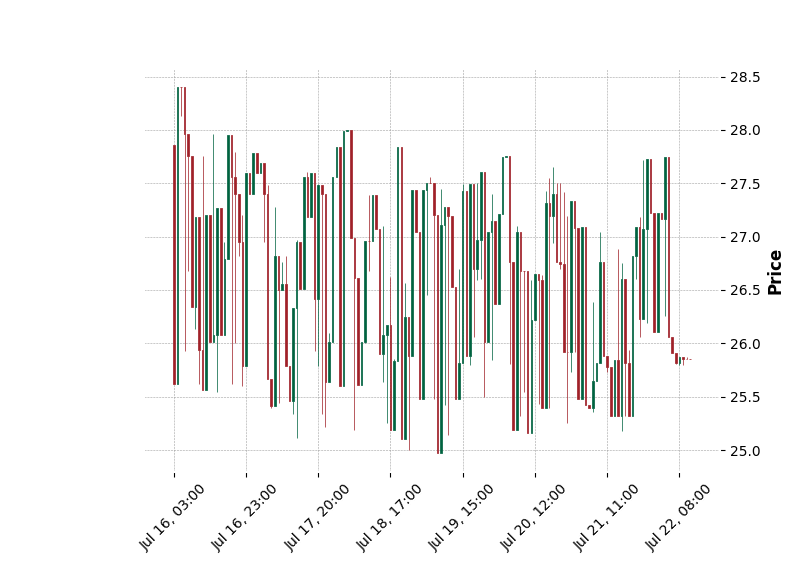 28.5
28.0
27.5
27.0
26.5
26.0
25.5
25.0
Price
Jul 16, 03:00
Jul 16, 23:00
Jul 17, 20:00
Jul 18, 17:00
Jul 19, 15:00
Jul 20, 12:00
Jul 21, 11:00
Jul 22, 08:00